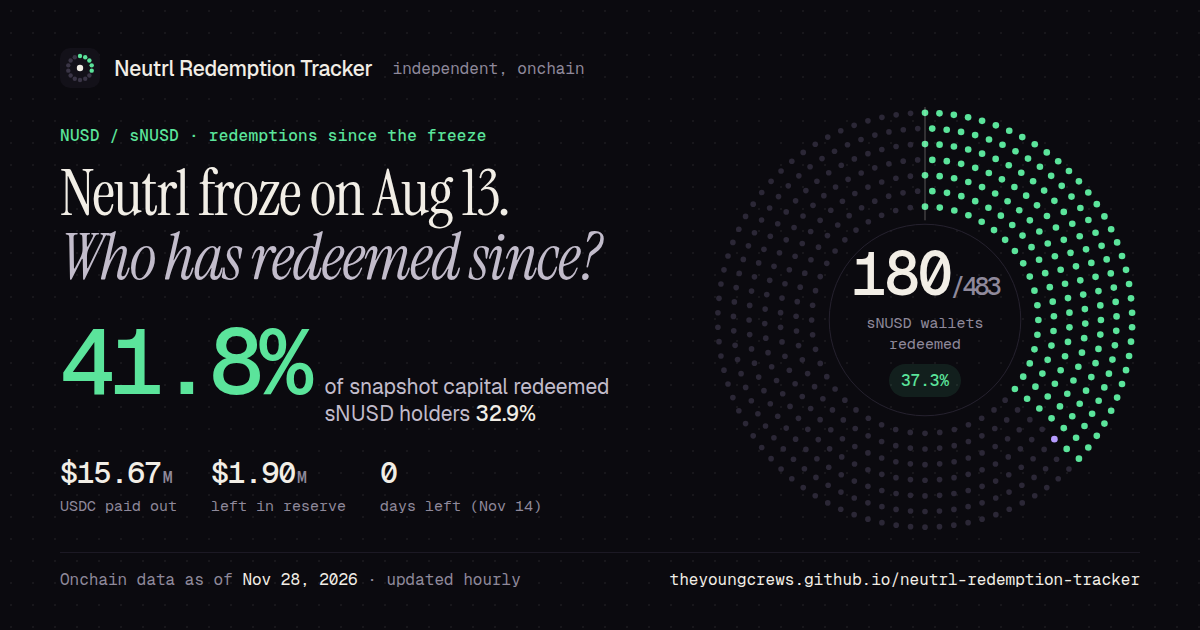 Neutrl Redemption Tracker independent, onchain
NUSD / sNUSD · redemptions since the freeze
Neutrl froze on Aug 13.
Who has redeemed since?
41.8% of snapshot capital redeemed
sNUSD holders 32.9%
$15.67M $1.90M 0
USDC paid out left in reserve days left (Nov 14)
180/483
sNUSD wallets
redeemed
37.3%
Onchain data as of Nov 28, 2026 · updated hourly
theyoungcrews.github.io/neutrl-redemption-tracker